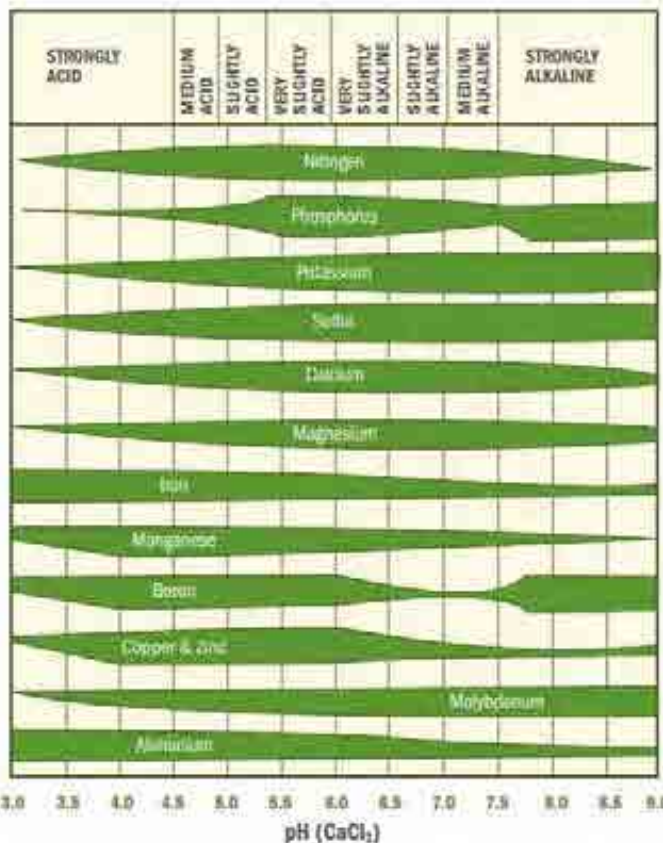 STRONGLY
ACID
MEDIUM
ACID
SLIGHTLY
ACID
VERY
SLIGHTLY
ACID
VERY
SLIGHTLY
ALKALINE
SLIGHTLY
ALKALINE
MEDIUM
ALKALINE
STRONGLY
ALKALINE
Nitrogen
Phosphorus
Potassium
Sulfur
Calcium
Magnesium
Iron
Manganese
Boron
Copper & zinc
Molybdenum
Aluminium
3.0 3.5 4.0 4.5 5.0 5.5 6.0 6.5 7.0 7.5 8.0 8.5 9.0
pH (CaCl₂)